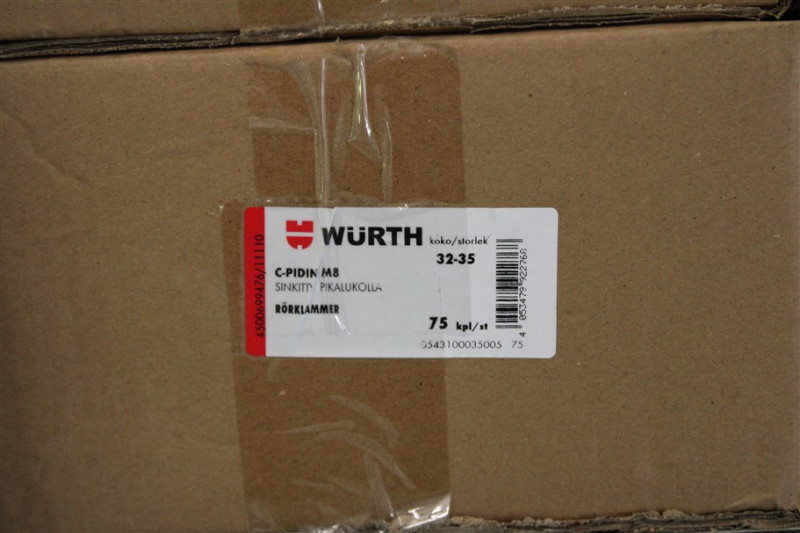 WÜRTH koko/storlek
32-35
C-PIDIN M8
SINKITTY PIKALUKOLLA
RÖRKLAMMER
75 kpl/st
0543100035005 75
4500699476/11110
4 053479 922768